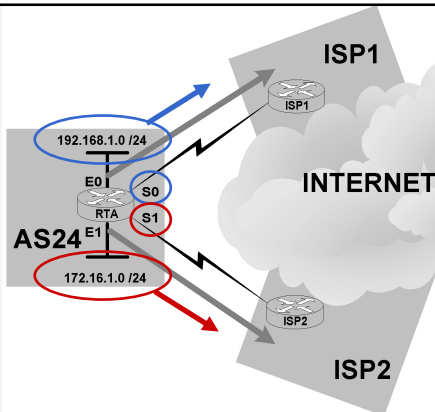 ISP1
ISP1
192.168.1.0 /24
E0
S0
INTERNET
RTA
S1
AS24
E1
172.16.1.0 /24
ISP2
ISP2